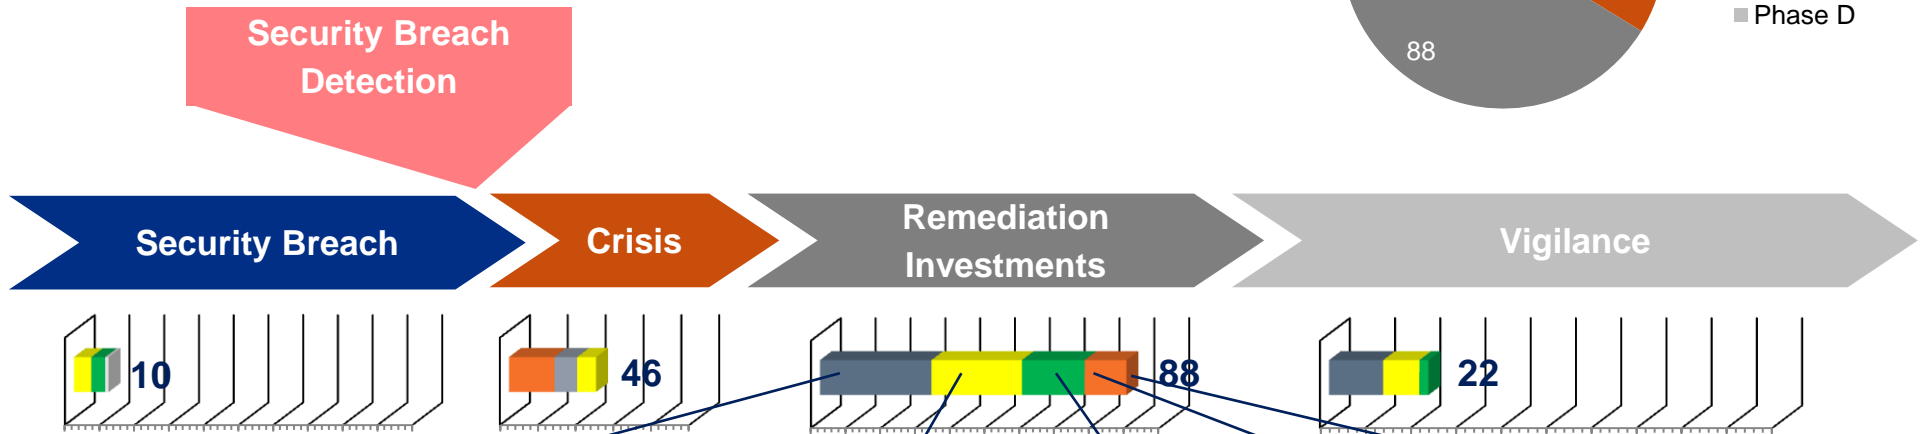 Security Breach
Detection
Phase D
88
Security Breach
Crisis
Remediation
Investments
Vigilance
10
46
88
22